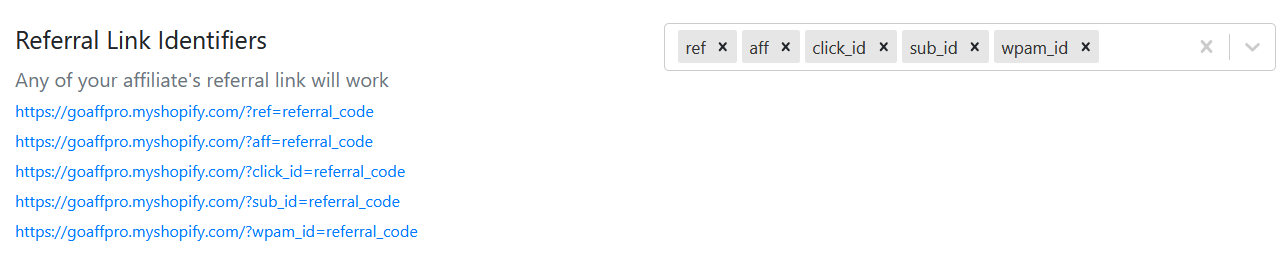 Referral Link Identifiers
ref × aff × click_id × sub_id × wpam_id ×
Any of your affiliate's referral link will work
https://goaffpro.myshopify.com/?ref=referral_code
https://goaffpro.myshopify.com/?aff=referral_code
https://goaffpro.myshopify.com/?click_id=referral_code
https://goaffpro.myshopify.com/?sub_id=referral_code
https://goaffpro.myshopify.com/?wpam_id=referral_code